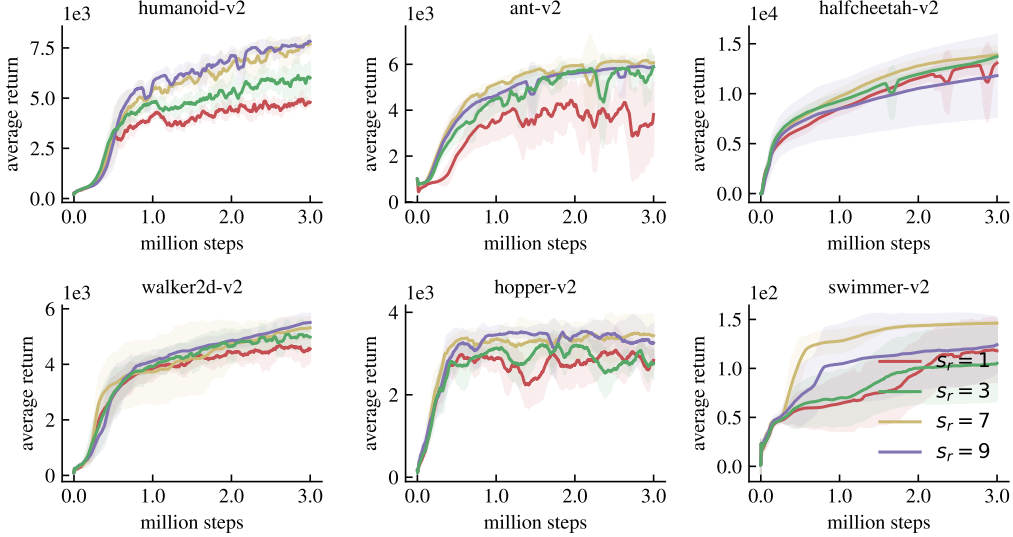 humanoid-v2
1e3
average return
7.5
5.0
2.5
0.0
0.0 1.0 2.0 3.0
million steps
ant-v2
1e3
average return
6
4
2
0
0.0 1.0 2.0 3.0
million steps
halfcheetah-v2
1e4
average return
1.5
1.0
0.5
0.0
0.0 1.0 2.0 3.0
million steps
walker2d-v2
1e3
average return
6
4
2
0
0.0 1.0 2.0 3.0
million steps
hopper-v2
1e3
average return
4
2
0
0.0 1.0 2.0 3.0
million steps
swimmer-v2
1e2
average return
1.5
1.0
0.5
0.0
0.0 1.0 2.0 3.0
million steps
s_r = 1
s_r = 3
s_r = 7
s_r = 9